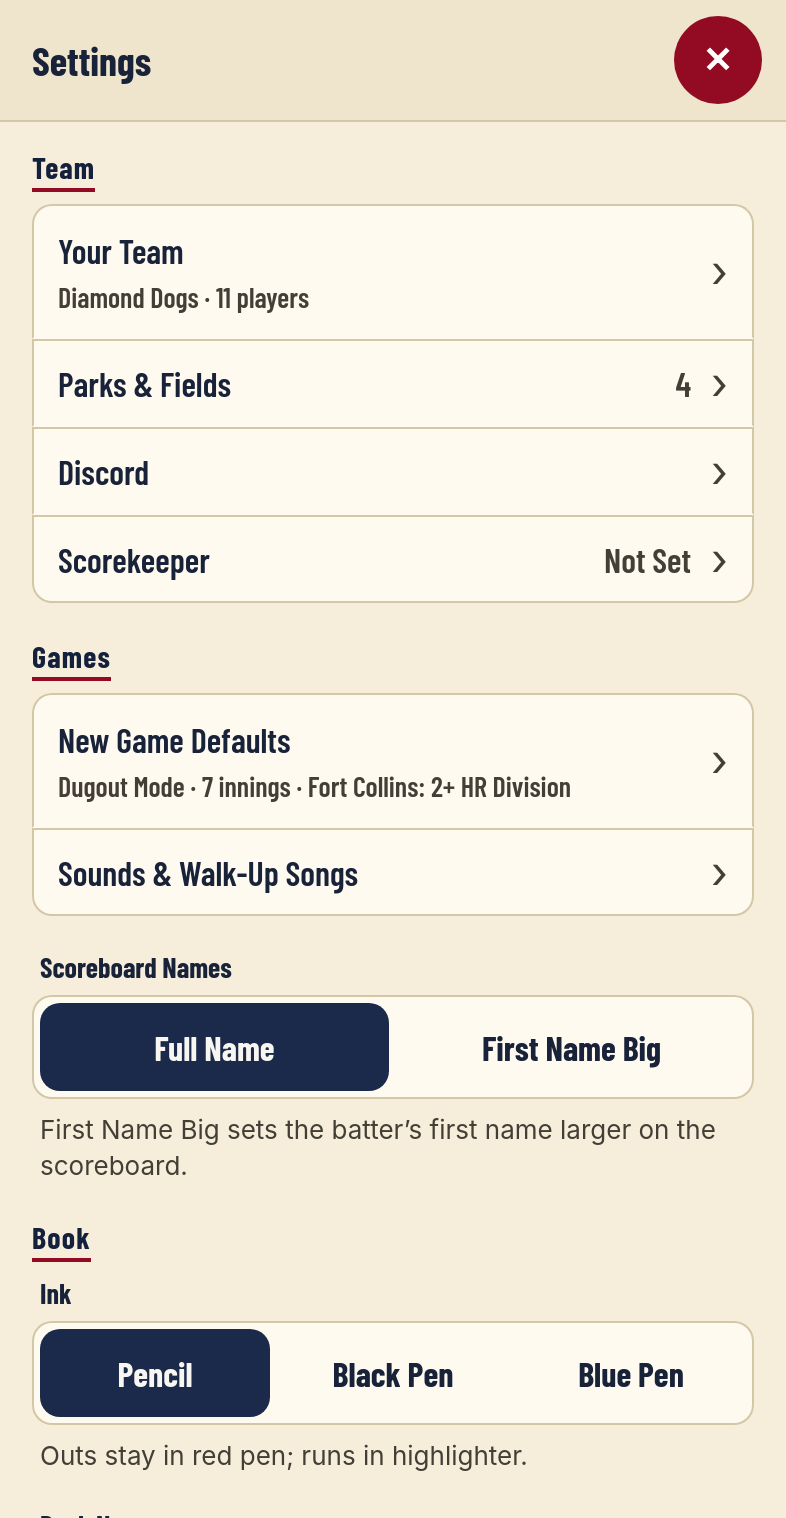 Settings
Team
Your Team
Diamond Dogs · 11 players
Parks & Fields 4
Discord
Scorekeeper Not Set
Games
New Game Defaults
Dugout Mode · 7 innings · Fort Collins: 2+ HR Division
Sounds & Walk-Up Songs
Scoreboard Names
Full Name First Name Big
First Name Big sets the batter’s first name larger on the
scoreboard.
Book
Ink
Pencil Black Pen Blue Pen
Outs stay in red pen; runs in highlighter.